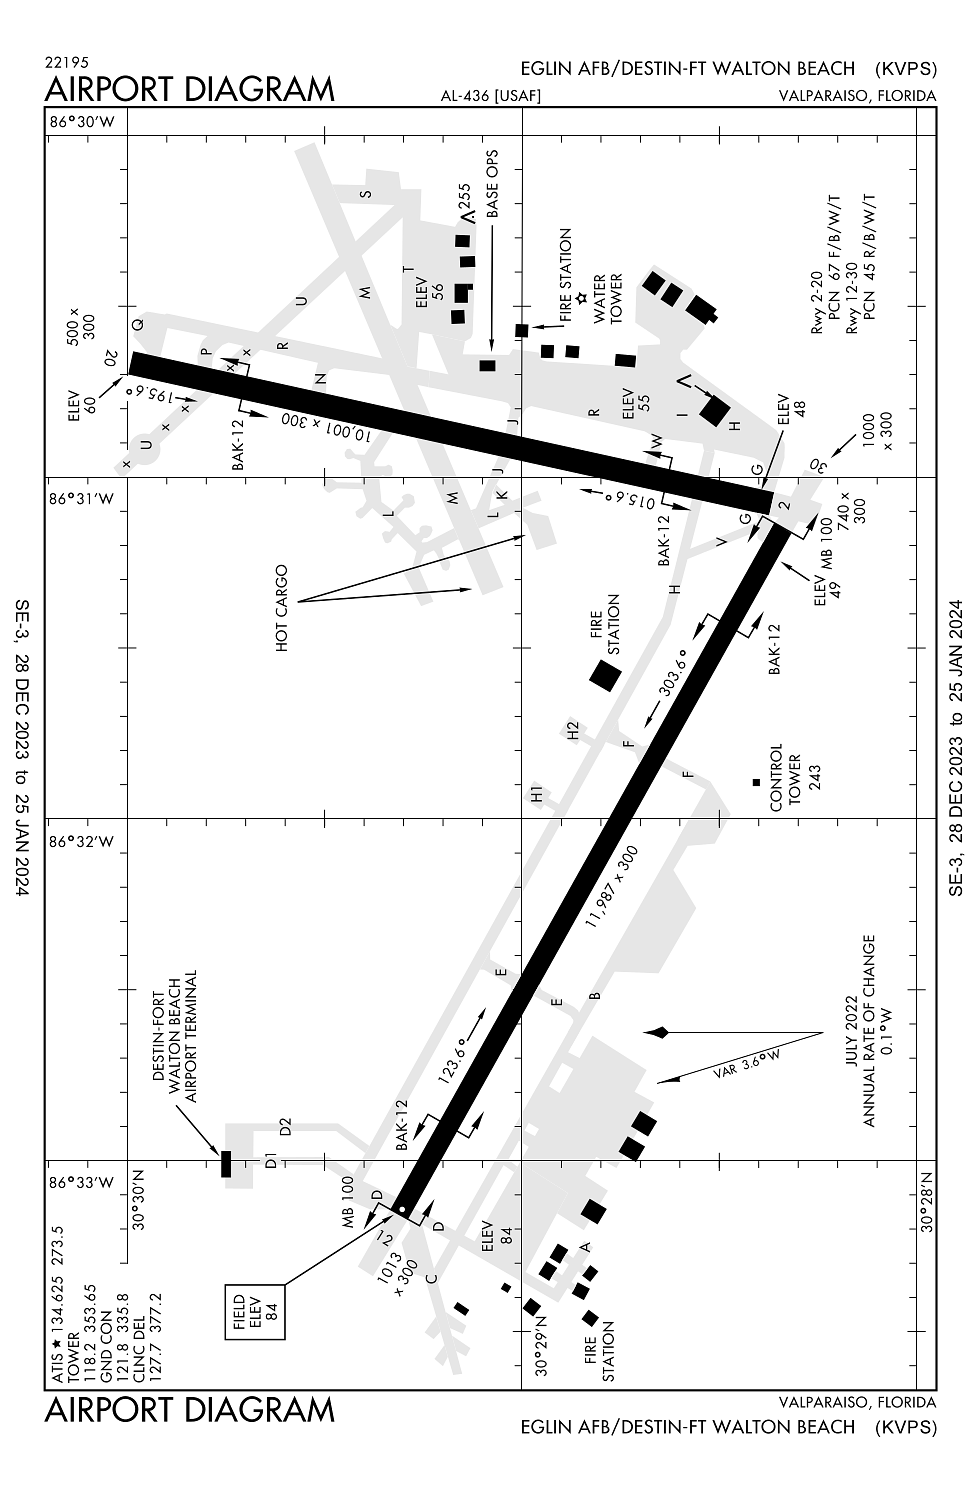 22195
AIRPORT DIAGRAM
AL-436 [USAF]
EGLIN AFB/DESTIN-FT WALTON BEACH (KVPS)
VALPARAISO, FLORIDA
86°30'W
S
255
BASE OPS
T
ELEV
56
M
U
FIRE STATION
WATER
TOWER
Rwy 2-20
PCN 67 F/B/W/T
Rwy 12-30
PCN 45 R/B/W/T
500 x
300
Q
20
P
R
N
x
x
x
x
x
ELEV
60
195.6°
U
BAK-12
10,001 x 300
J
R
ELEV
55
I
H
ELEV
48
1000
x 300
30
W
G
J
86°31'W
L
M
K
L
015.6°
BAK-12
G
2
V
MB 100
740 x
300
HOT CARGO
H
ELEV
49
FIRE
STATION
BAK-12
303.6°
H2
F
F
H1
CONTROL
TOWER
243
86°32'W
11,987 x 300
DESTIN-FORT
WALTON BEACH
AIRPORT TERMINAL
E
E
B
123.6°
VAR 3.6°W
JULY 2022
ANNUAL RATE OF CHANGE
0.1°W
D2
D1
BAK-12
86°33'W
30°30'N
MB 100
D
D
12
1013
x 300
C
ELEV
84
A
30°28'N
FIELD
ELEV
84
30°29'N
FIRE
STATION
ATIS ★ 134.625 273.5
TOWER
118.2 353.65
GND CON
121.8 335.8
CLNC DEL
127.7 377.2
SE-3, 28 DEC 2023 to 25 JAN 2024
SE-3, 28 DEC 2023 to 25 JAN 2024
AIRPORT DIAGRAM
VALPARAISO, FLORIDA
EGLIN AFB/DESTIN-FT WALTON BEACH (KVPS)